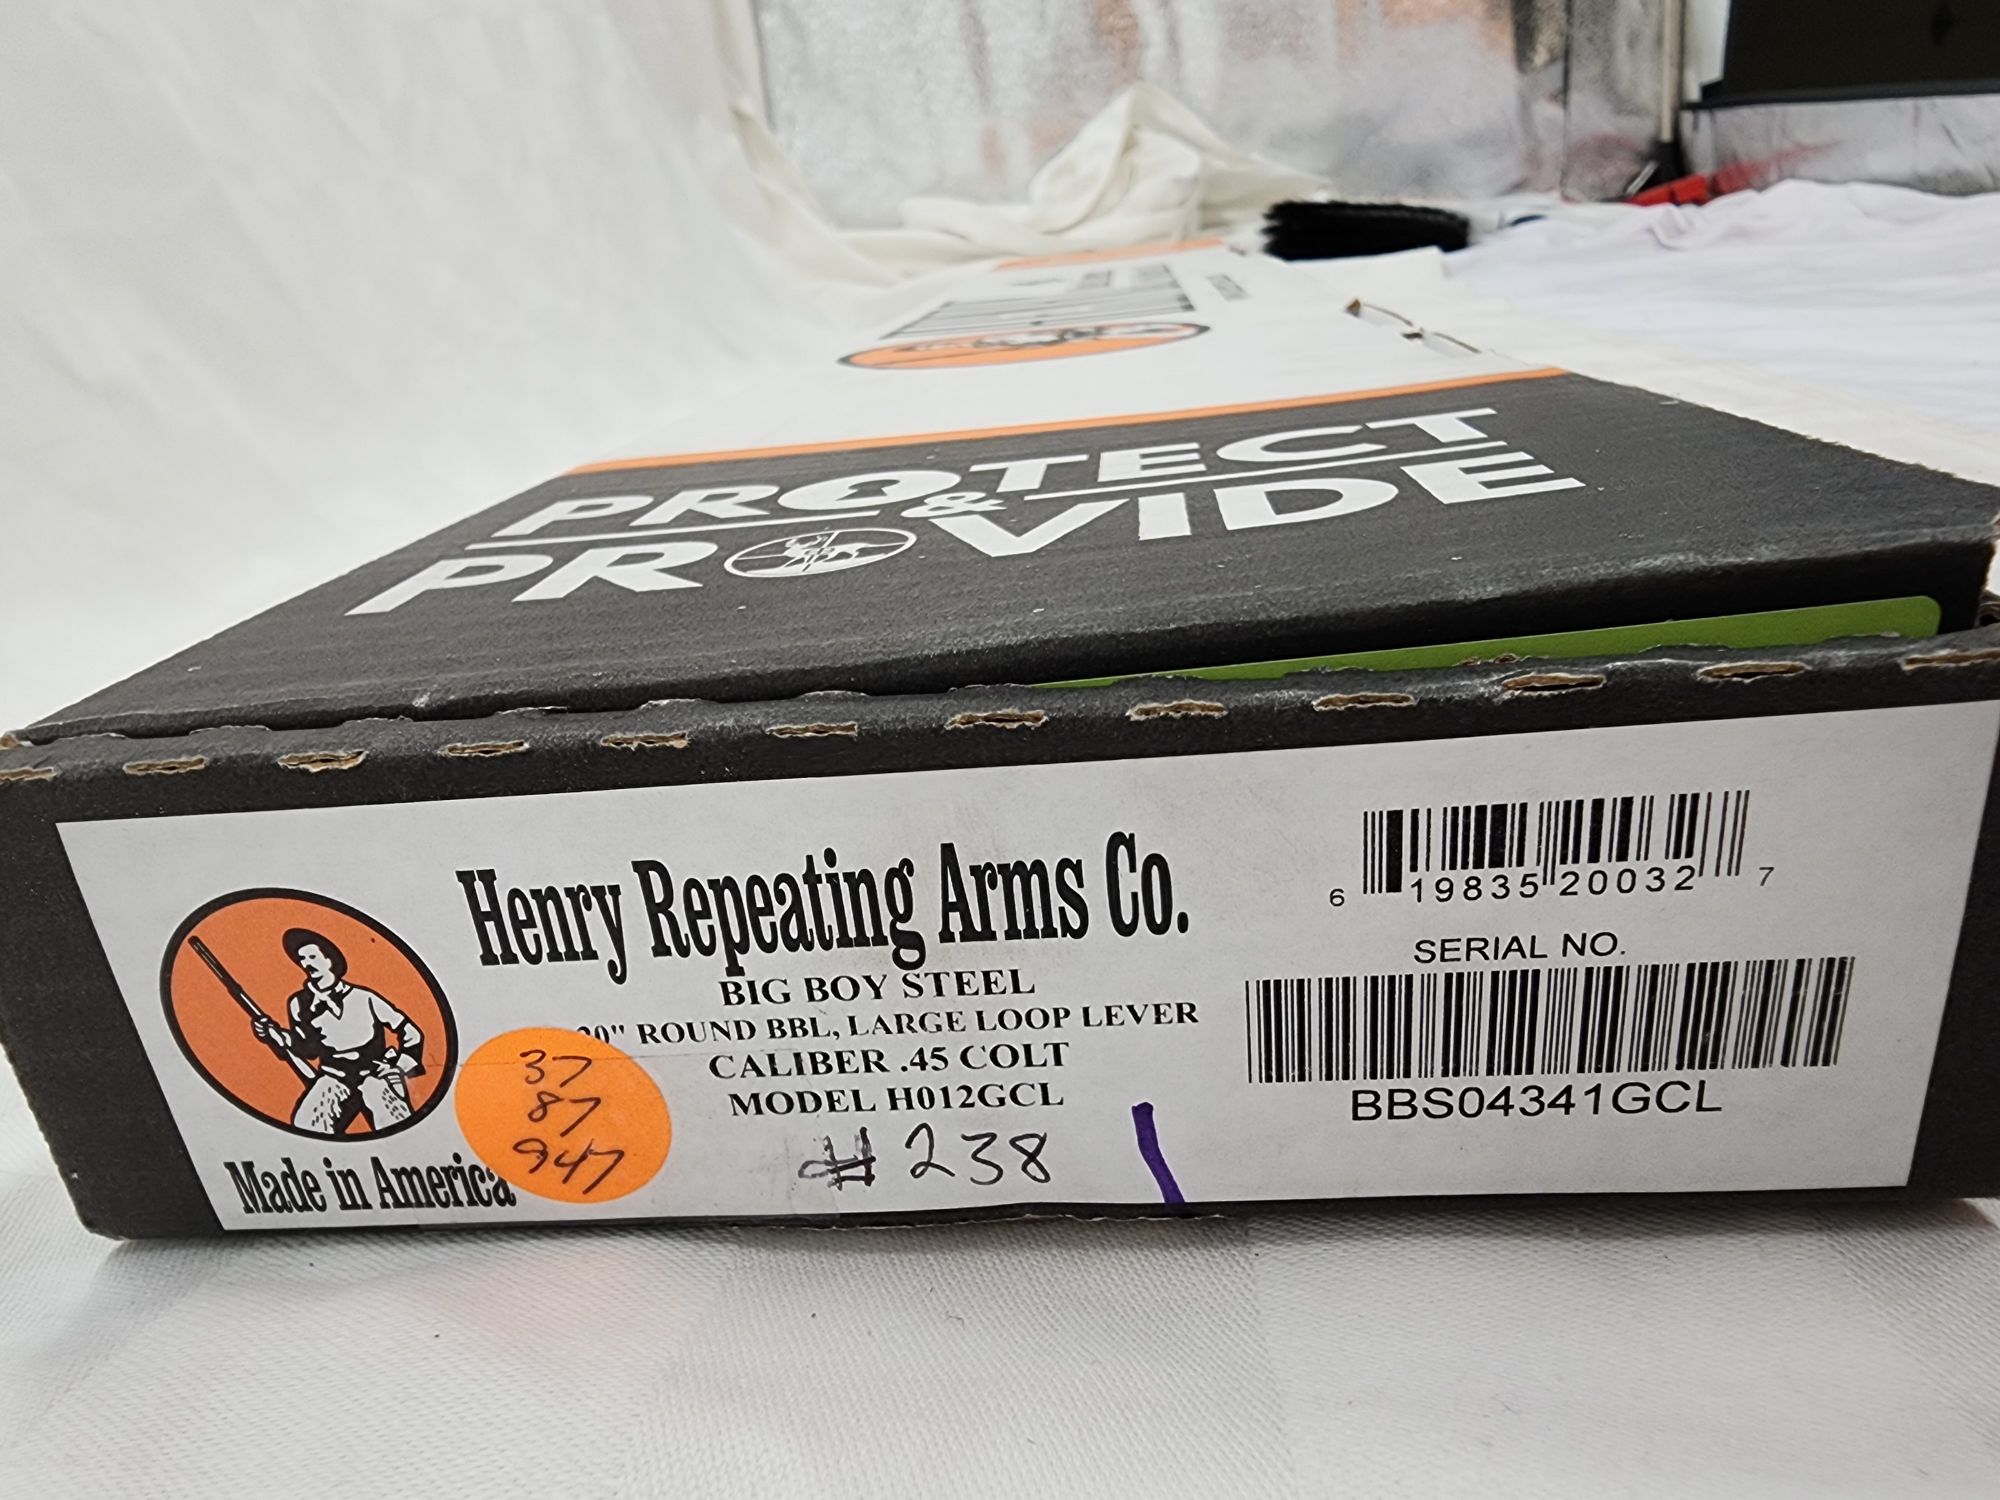 PROTECT
&
PROVIDE
Henry Repeating Arms Co.
BIG BOY STEEL
20" ROUND BBL, LARGE LOOP LEVER
CALIBER .45 COLT
MODEL H012GCL
# 238
Made in America
37
87
947
6 19835 20032 7
SERIAL NO.
BBS04341GCL